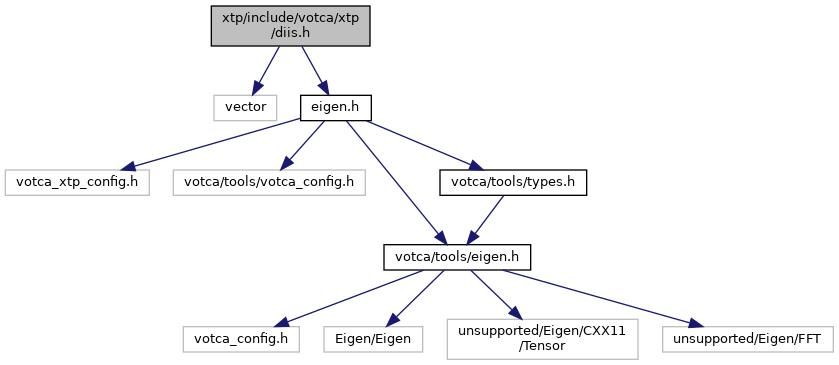 xtp/include/votca/xtp
/diis.h
vector
eigen.h
votca_xtp_config.h
votca/tools/votca_config.h
votca/tools/types.h
votca/tools/eigen.h
votca_config.h
Eigen/Eigen
unsupported/Eigen/CXX11
/Tensor
unsupported/Eigen/FFT